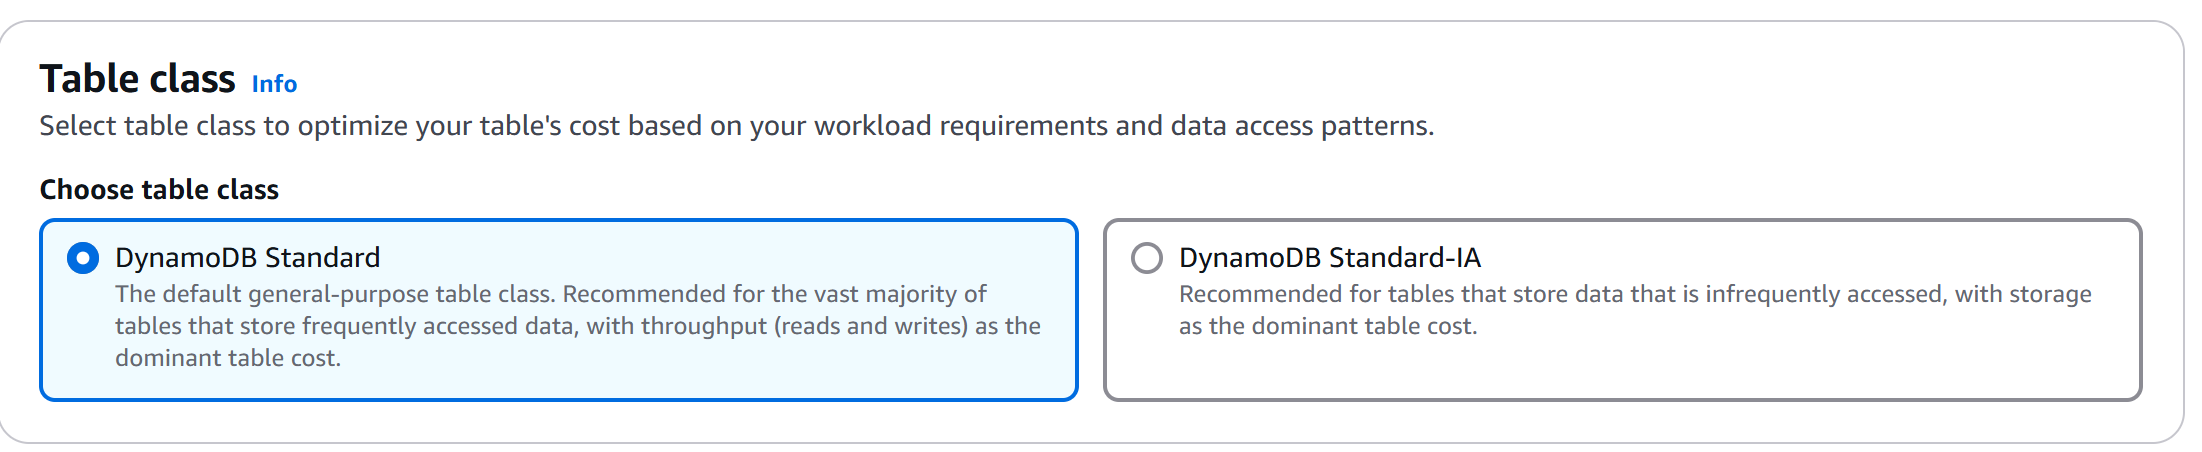 Table class Info
Select table class to optimize your table's cost based on your workload requirements and data access patterns.
Choose table class
DynamoDB Standard
The default general-purpose table class. Recommended for the vast majority of
tables that store frequently accessed data, with throughput (reads and writes) as the
dominant table cost.
DynamoDB Standard-IA
Recommended for tables that store data that is infrequently accessed, with storage
as the dominant table cost.